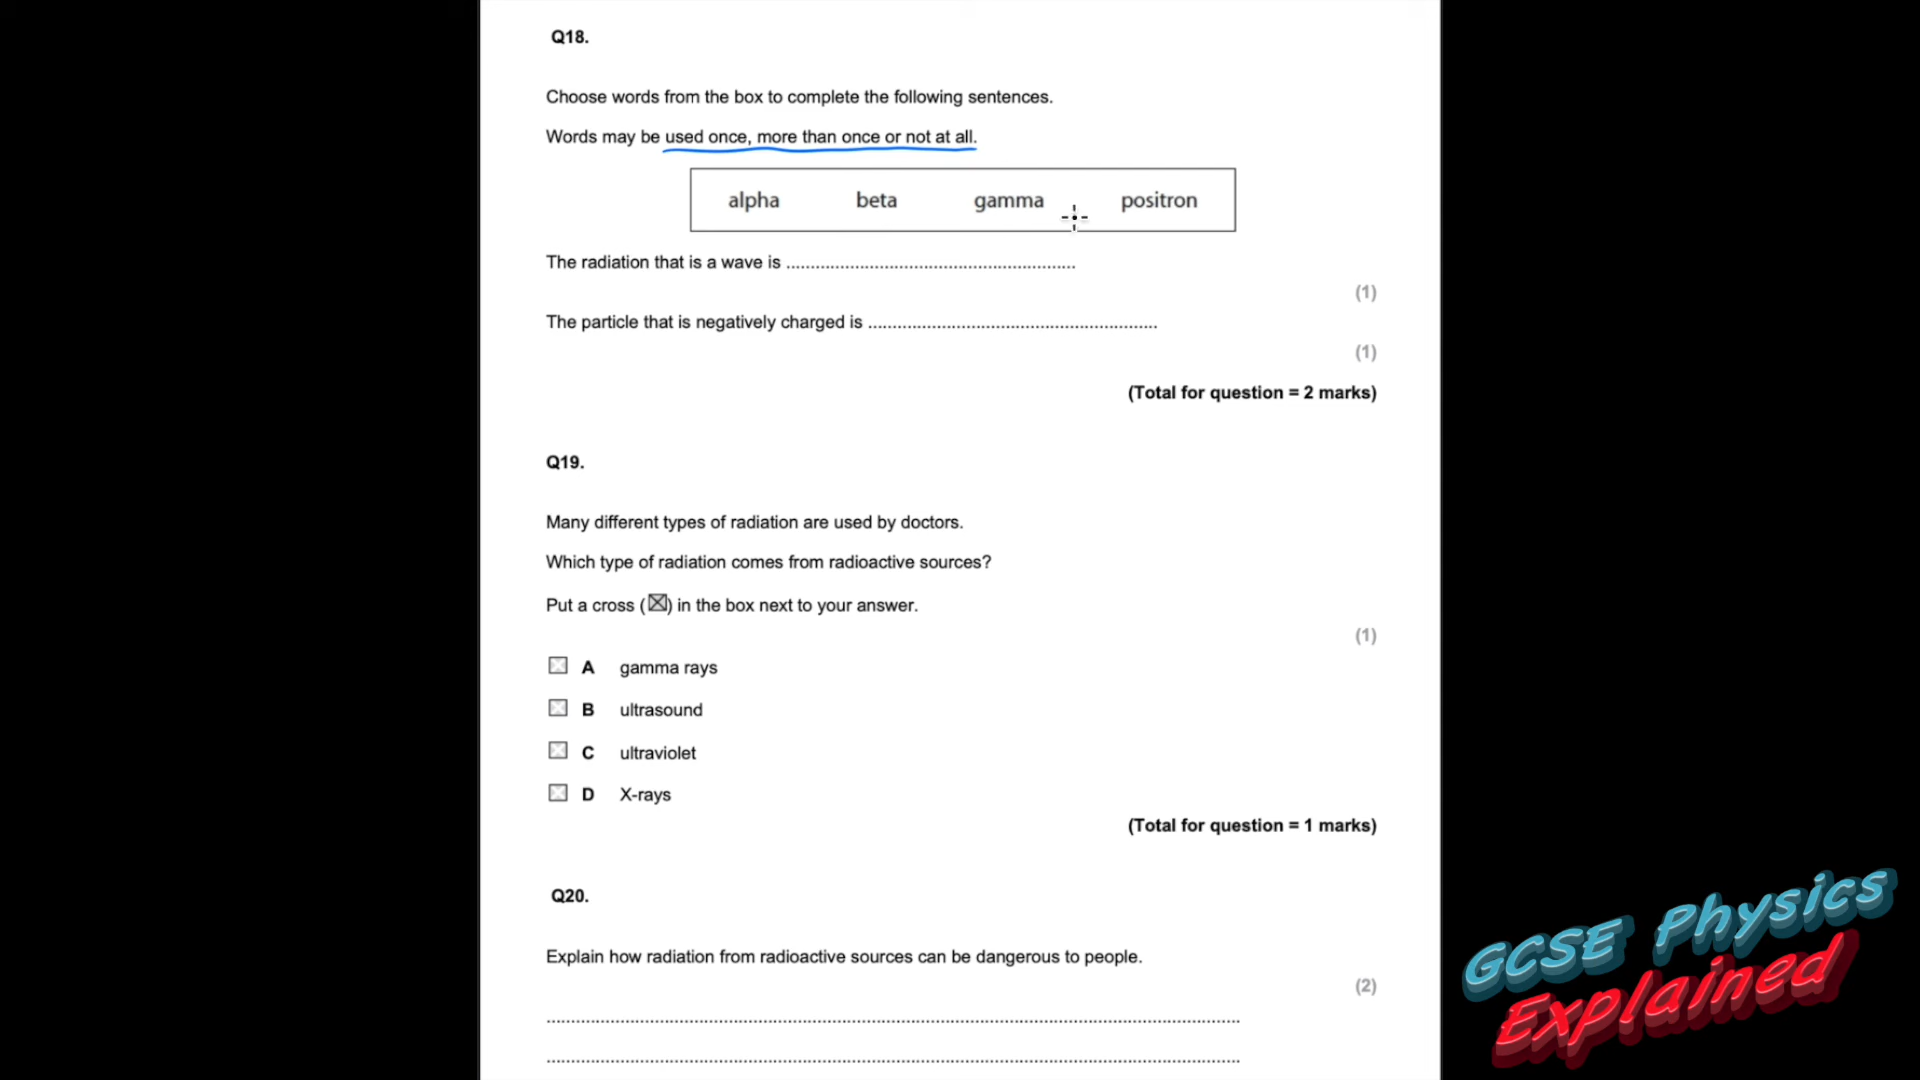 Q18.
Choose words from the box to complete the following sentences.
Words may be used once, more than once or not at all.
alpha beta gamma positron
The radiation that is a wave is ............................................................
(1)
The particle that is negatively charged is ............................................................
(1)
(Total for question = 2 marks)
Q19.
Many different types of radiation are used by doctors.
Which type of radiation comes from radioactive sources?
Put a cross (☒) in the box next to your answer.
(1)
☒ A gamma rays
☒ B ultrasound
☒ C ultraviolet
☒ D X-rays
(Total for question = 1 marks)
Q20.
Explain how radiation from radioactive sources can be dangerous to people.
(2)
GCSE Physics
Explained